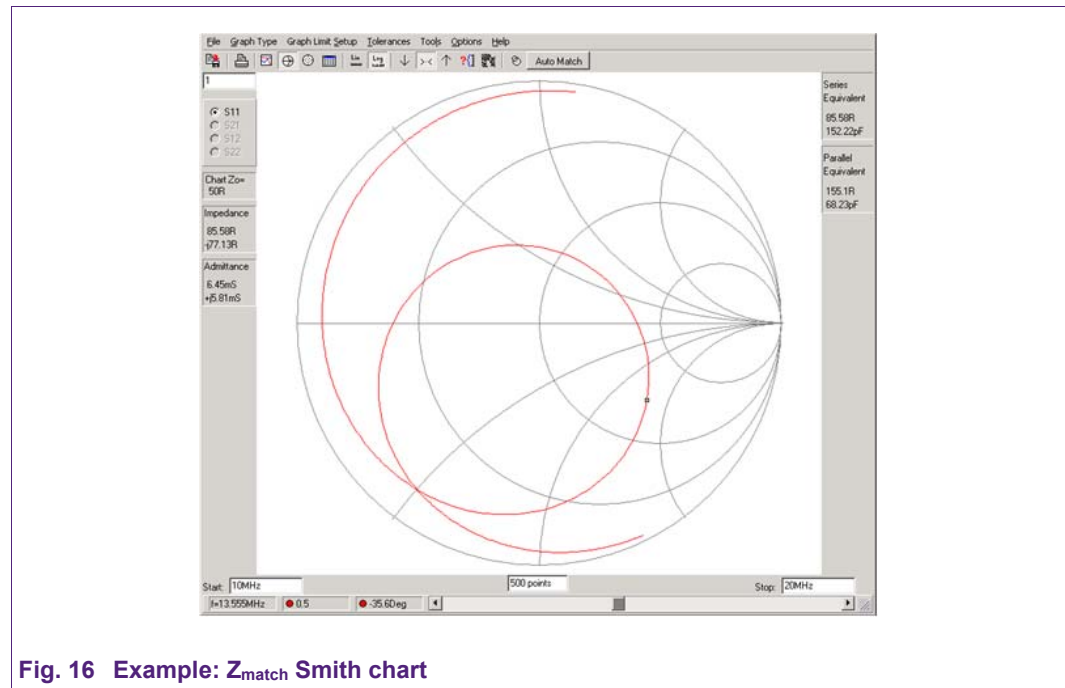 File Graph Type Graph Limit Setup Tolerances Tools Options Help
Lin Log ?{] Auto Match
1
S11
S21
S12
S22
Chart Zo=
50R
Impedance
85.58R
-j77.13R
Admittance
6.45mS
+j5.81mS
Series
Equivalent
85.58R
152.22pF
Parallel
Equivalent
155.1R
68.23pF
Start: 10MHz 500 points Stop: 20MHz
f=13.555MHz 0.5 -35.6Deg
Fig. 16 Example: Zmatch Smith chart